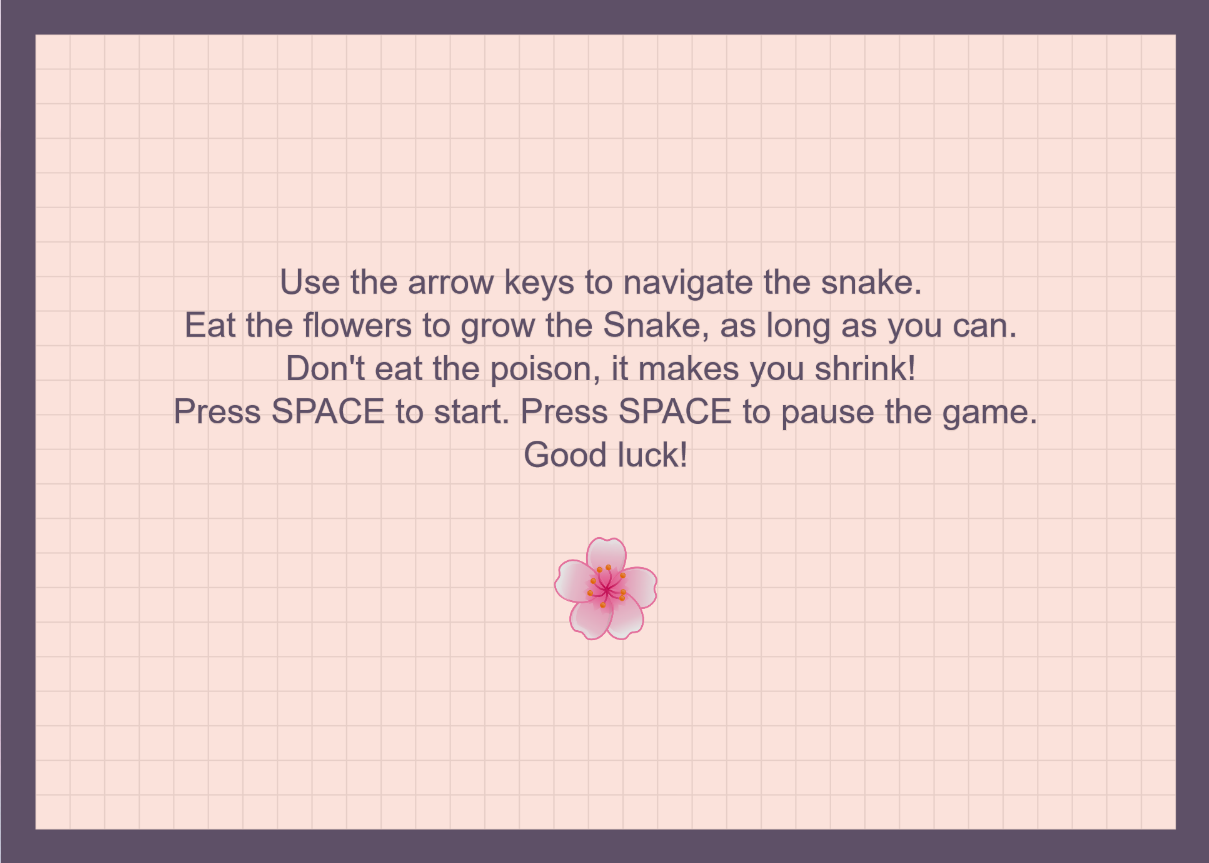 Use the arrow keys to navigate the snake.
Eat the flowers to grow the Snake, as long as you can.
Don't eat the poison, it makes you shrink!
Press SPACE to start. Press SPACE to pause the game.
Good luck!